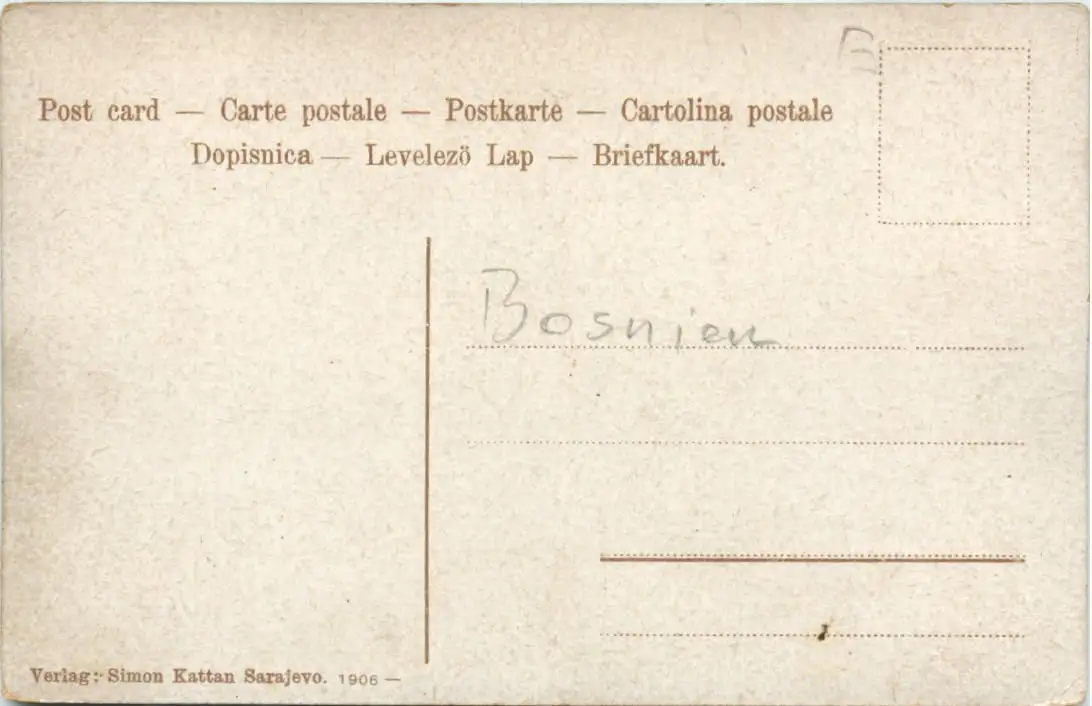 Post card — Carte postale — Postkarte — Cartolina postale
Dopisnica — Levelezö Lap — Briefkaart.
Bosnien
Verlag: Simon Kattan Sarajevo. 1906 —